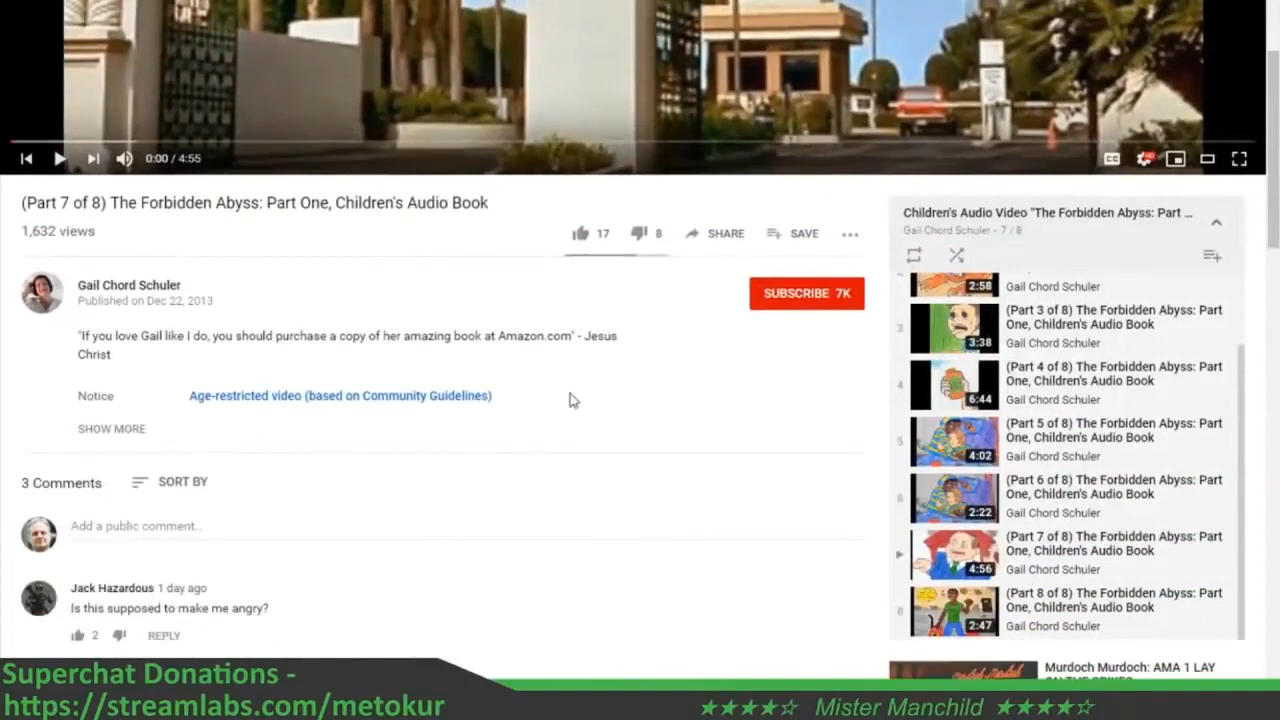 0:00 / 4:55
(Part 7 of 8) The Forbidden Abyss: Part One, Children's Audio Book
1,632 views
17
8
SHARE
SAVE
Gail Chord Schuler
Published on Dec 22, 2013
SUBSCRIBE 7K
"If you love Gail like I do, you should purchase a copy of her amazing book at Amazon.com" - Jesus
Christ
Notice
Age-restricted video (based on Community Guidelines)
SHOW MORE
3 Comments
SORT BY
Add a public comment...
Jack Hazardous 1 day ago
Is this supposed to make me angry?
2
REPLY
Children's Audio Video "The Forbidden Abyss: Part ...
Gail Chord Schuler - 7 / 8
2:58
Gail Chord Schuler
3
3:38
(Part 3 of 8) The Forbidden Abyss: Part
One, Children's Audio Book
Gail Chord Schuler
4
6:44
(Part 4 of 8) The Forbidden Abyss: Part
One, Children's Audio Book
Gail Chord Schuler
5
4:02
(Part 5 of 8) The Forbidden Abyss: Part
One, Children's Audio Book
Gail Chord Schuler
6
2:22
(Part 6 of 8) The Forbidden Abyss: Part
One, Children's Audio Book
Gail Chord Schuler
4:56
(Part 7 of 8) The Forbidden Abyss: Part
One, Children's Audio Book
Gail Chord Schuler
8
2:47
(Part 8 of 8) The Forbidden Abyss: Part
One, Children's Audio Book
Gail Chord Schuler
Murdoch Murdoch: AMA 1 LAY
Superchat Donations -
https://streamlabs.com/metokur
Mister Manchild